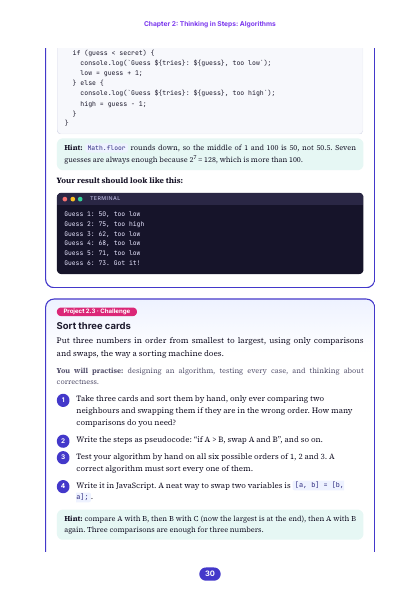 Chapter 2: Thinking in Steps: Algorithms
if (guess < secret) {
console.log(`Guess ${tries}: ${guess}, too low`);
low = guess + 1;
} else {
console.log(`Guess ${tries}: ${guess}, too high`);
high = guess - 1;
}
}
Hint: Math.floor rounds down, so the middle of 1 and 100 is 50, not 50.5. Seven
guesses are always enough because 2⁷ = 128, which is more than 100.
Your result should look like this:
TERMINAL
Guess 1: 50, too low
Guess 2: 75, too high
Guess 3: 62, too low
Guess 4: 68, too low
Guess 5: 71, too low
Guess 6: 73. Got it!
Project 2.3 · Challenge
Sort three cards
Put three numbers in order from smallest to largest, using only comparisons
and swaps, the way a sorting machine does.
You will practise: designing an algorithm, testing every case, and thinking about
correctness.
1 Take three cards and sort them by hand, only ever comparing two
neighbours and swapping them if they are in the wrong order. How many
comparisons do you need?
2 Write the steps as pseudocode: “if A > B, swap A and B”, and so on.
3 Test your algorithm by hand on all six possible orders of 1, 2 and 3. A
correct algorithm must sort every one of them.
4 Write it in JavaScript. A neat way to swap two variables is [a, b] = [b,
a]; .
Hint: compare A with B, then B with C (now the largest is at the end), then A with B
again. Three comparisons are enough for three numbers.
30